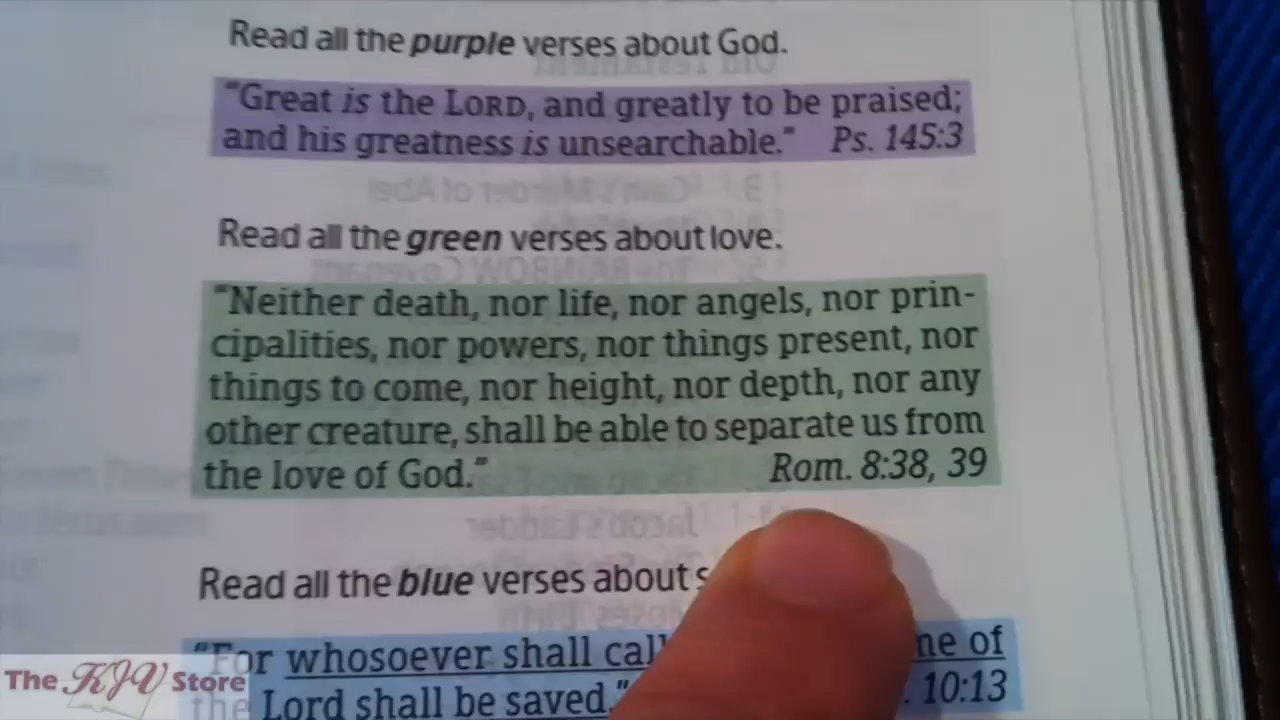 Read all the purple verses about God.
"Great is the LORD, and greatly to be praised;
and his greatness is unsearchable." Ps. 145:3
Read all the green verses about love.
"Neither death, nor life, nor angels, nor prin-
cipalities, nor powers, nor things present, nor
things to come, nor height, nor depth, nor any
other creature, shall be able to separate us from
the love of God." Rom. 8:38, 39
Read all the blue verses about
"For whosoever shall call of
the Lord shall be saved." 10:13
The KJV Store